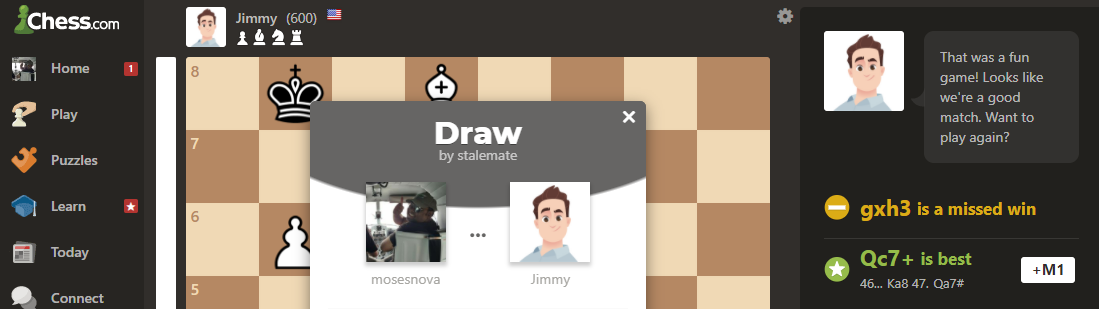 Chess.com
Home
1
Play
Puzzles
Learn
Today
Connect
Jimmy (600)
8
7
6
5
Draw
by stalemate
mosesnova
...
Jimmy
That was a fun
game! Looks like
we're a good
match. Want to
play again?
gxh3 is a missed win
Qc7+ is best
46... Ka8 47. Qa7#
+M1